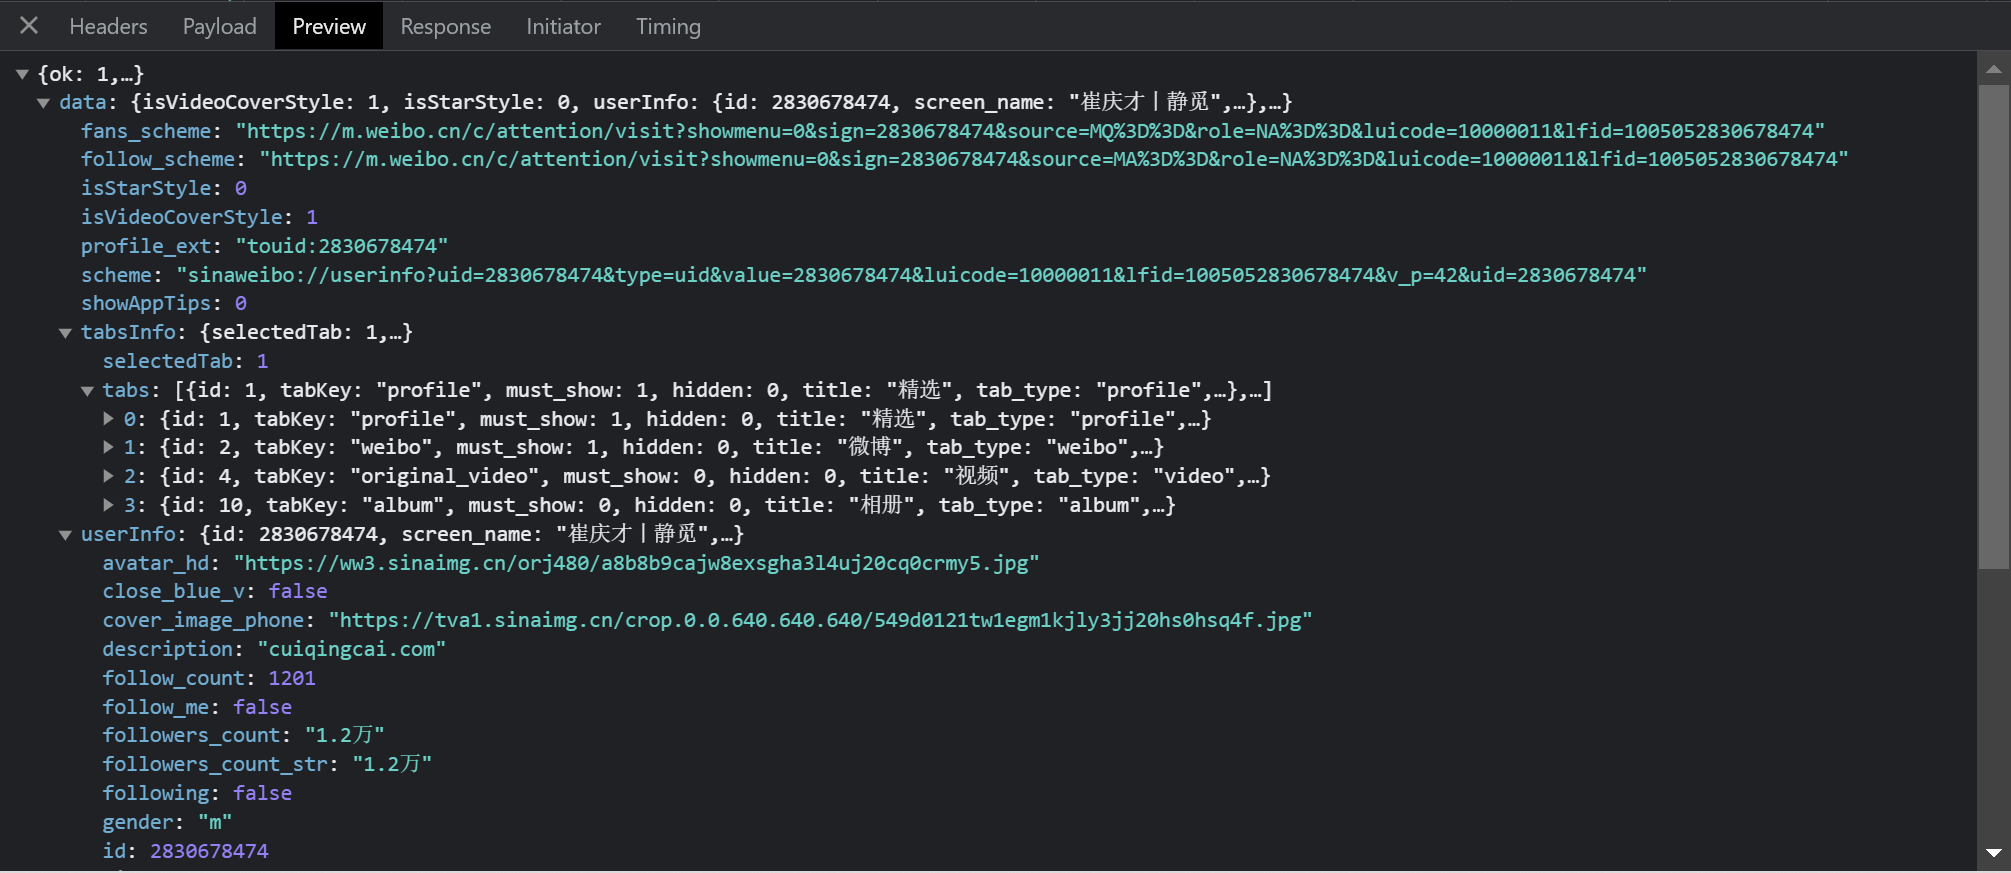 Headers Payload Preview Response Initiator Timing
{ok: 1,…}
data: {isVideoCoverStyle: 1, isStarStyle: 0, userInfo: {id: 2830678474, screen_name: "崔庆才丨静觅",…},…}
fans_scheme: "https://m.weibo.cn/c/attention/visit?showmenu=0&sign=2830678474&source=MQ%3D%3D&role=NA%3D%3D&luicode=10000011&lfid=1005052830678474"
follow_scheme: "https://m.weibo.cn/c/attention/visit?showmenu=0&sign=2830678474&source=MA%3D%3D&role=NA%3D%3D&luicode=10000011&lfid=1005052830678474"
isStarStyle: 0
isVideoCoverStyle: 1
profile_ext: "touid:2830678474"
scheme: "sinaweibo://userinfo?uid=2830678474&type=uid&value=2830678474&luicode=10000011&lfid=1005052830678474&v_p=42&uid=2830678474"
showAppTips: 0
tabsInfo: {selectedTab: 1,…}
selectedTab: 1
tabs: [{id: 1, tabKey: "profile", must_show: 1, hidden: 0, title: "精选", tab_type: "profile",…},…]
0: {id: 1, tabKey: "profile", must_show: 1, hidden: 0, title: "精选", tab_type: "profile",…}
1: {id: 2, tabKey: "weibo", must_show: 1, hidden: 0, title: "微博", tab_type: "weibo",…}
2: {id: 4, tabKey: "original_video", must_show: 0, hidden: 0, title: "视频", tab_type: "video",…}
3: {id: 10, tabKey: "album", must_show: 0, hidden: 0, title: "相册", tab_type: "album",…}
userInfo: {id: 2830678474, screen_name: "崔庆才丨静觅",…}
avatar_hd: "https://ww3.sinaimg.cn/orj480/a8b8b9cajw8exsgha3l4uj20cq0crmy5.jpg"
close_blue_v: false
cover_image_phone: "https://tva1.sinaimg.cn/crop.0.0.640.640.640/549d0121tw1egm1kjly3jj20hs0hsq4f.jpg"
description: "cuiqingcai.com"
follow_count: 1201
follow_me: false
followers_count: "1.2万"
followers_count_str: "1.2万"
following: false
gender: "m"
id: 2830678474